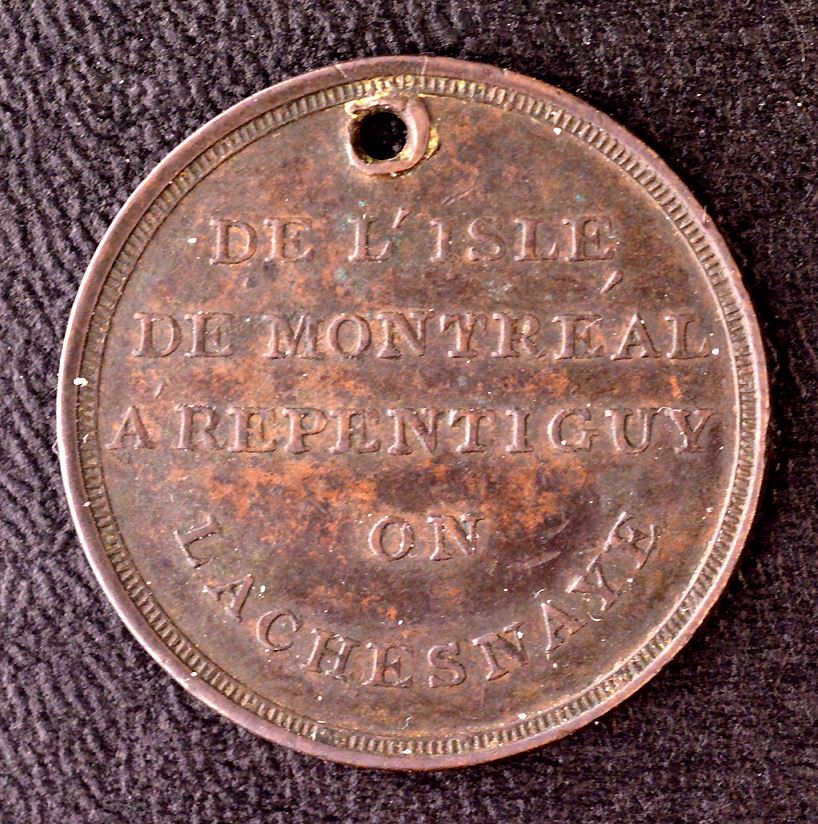 DE L'ISLE
DE MONTRÉAL
À REPENTIGUY
ON
LACHESNAYE